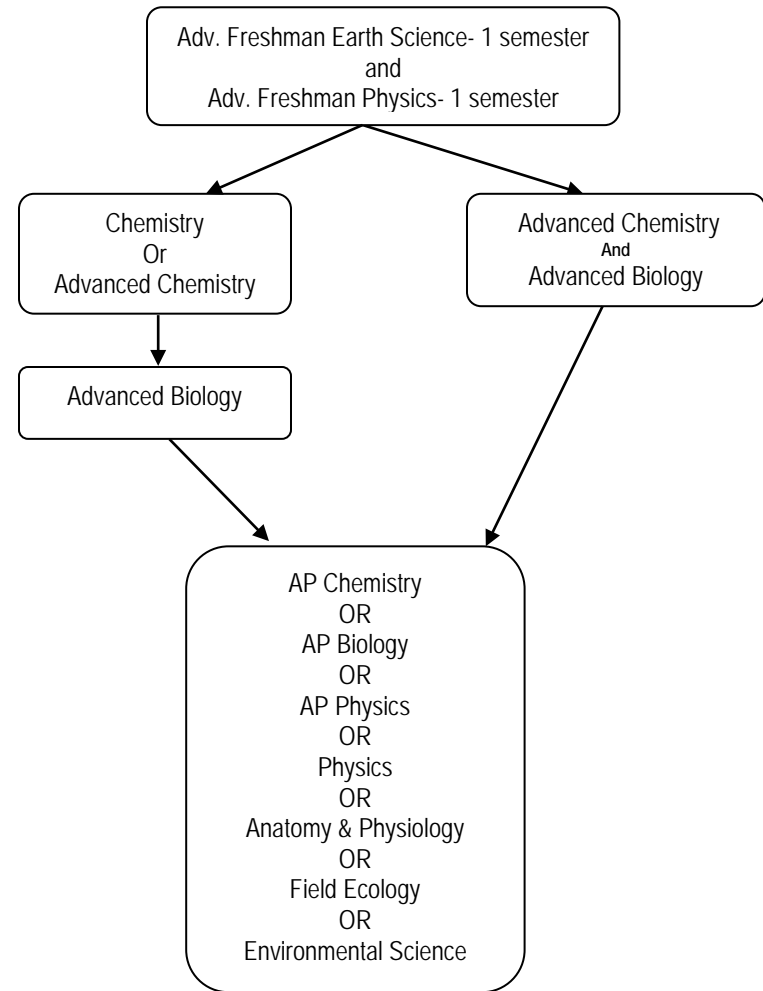 Adv. Freshman Earth Science- 1 semester
and
Adv. Freshman Physics- 1 semester
Chemistry
Or
Advanced Chemistry
Advanced Chemistry
And
Advanced Biology
Advanced Biology
AP Chemistry
OR
AP Biology
OR
AP Physics
OR
Physics
OR
Anatomy & Physiology
OR
Field Ecology
OR
Environmental Science